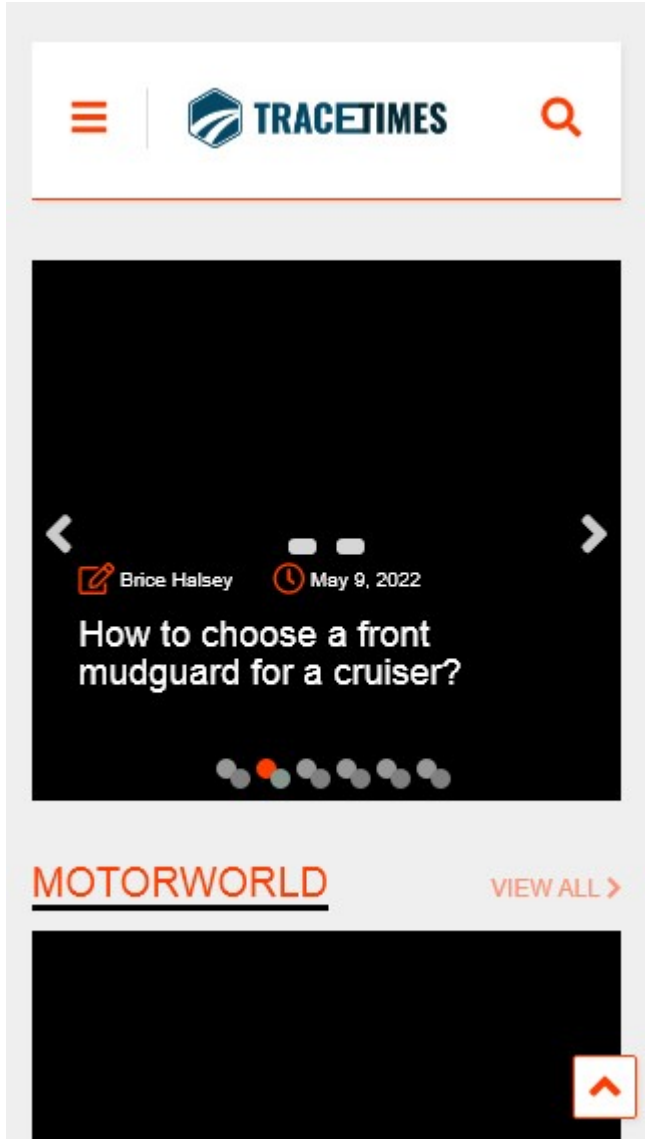 TRACETIMES
Brice Halsey May 9, 2022
How to choose a front
mudguard for a cruiser?
MOTORWORLD VIEW ALL